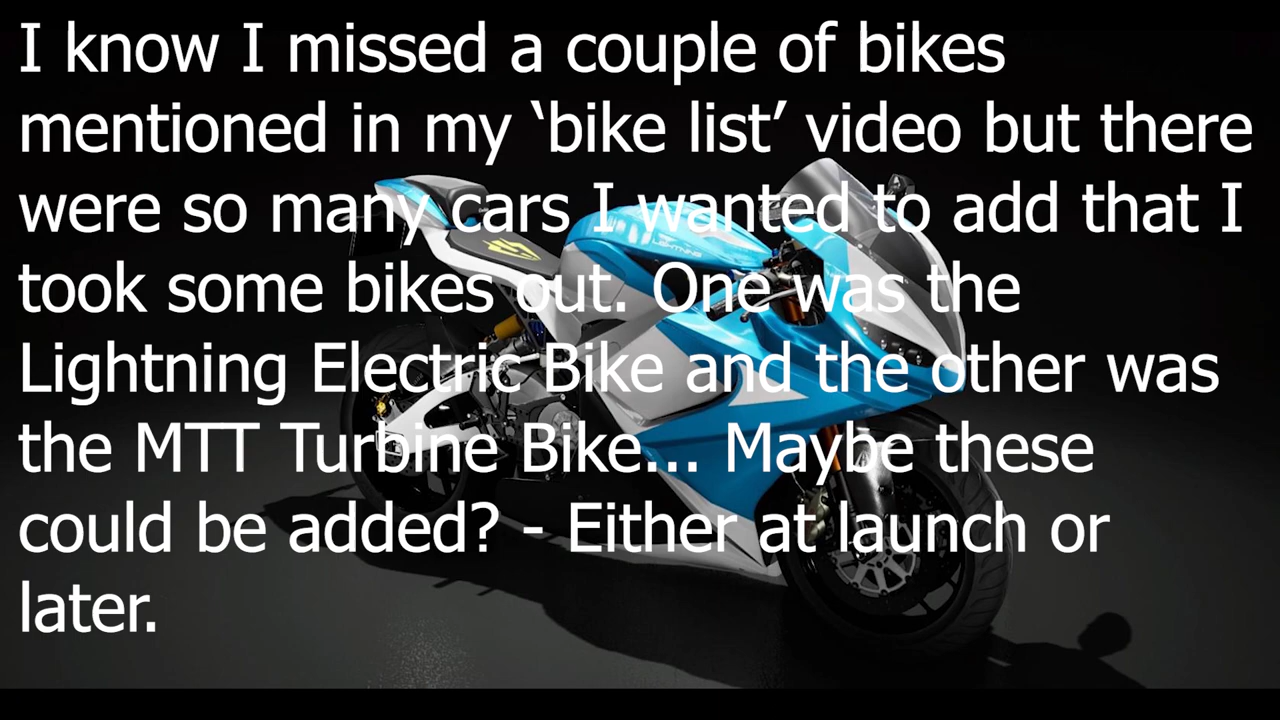 I know I missed a couple of bikes
mentioned in my ‘bike list’ video but there
were so many cars I wanted to add that I
took some bikes out. One was the
Lightning Electric Bike and the other was
the MTT Turbine Bike... Maybe these
could be added? - Either at launch or
later.
LIGHTNING